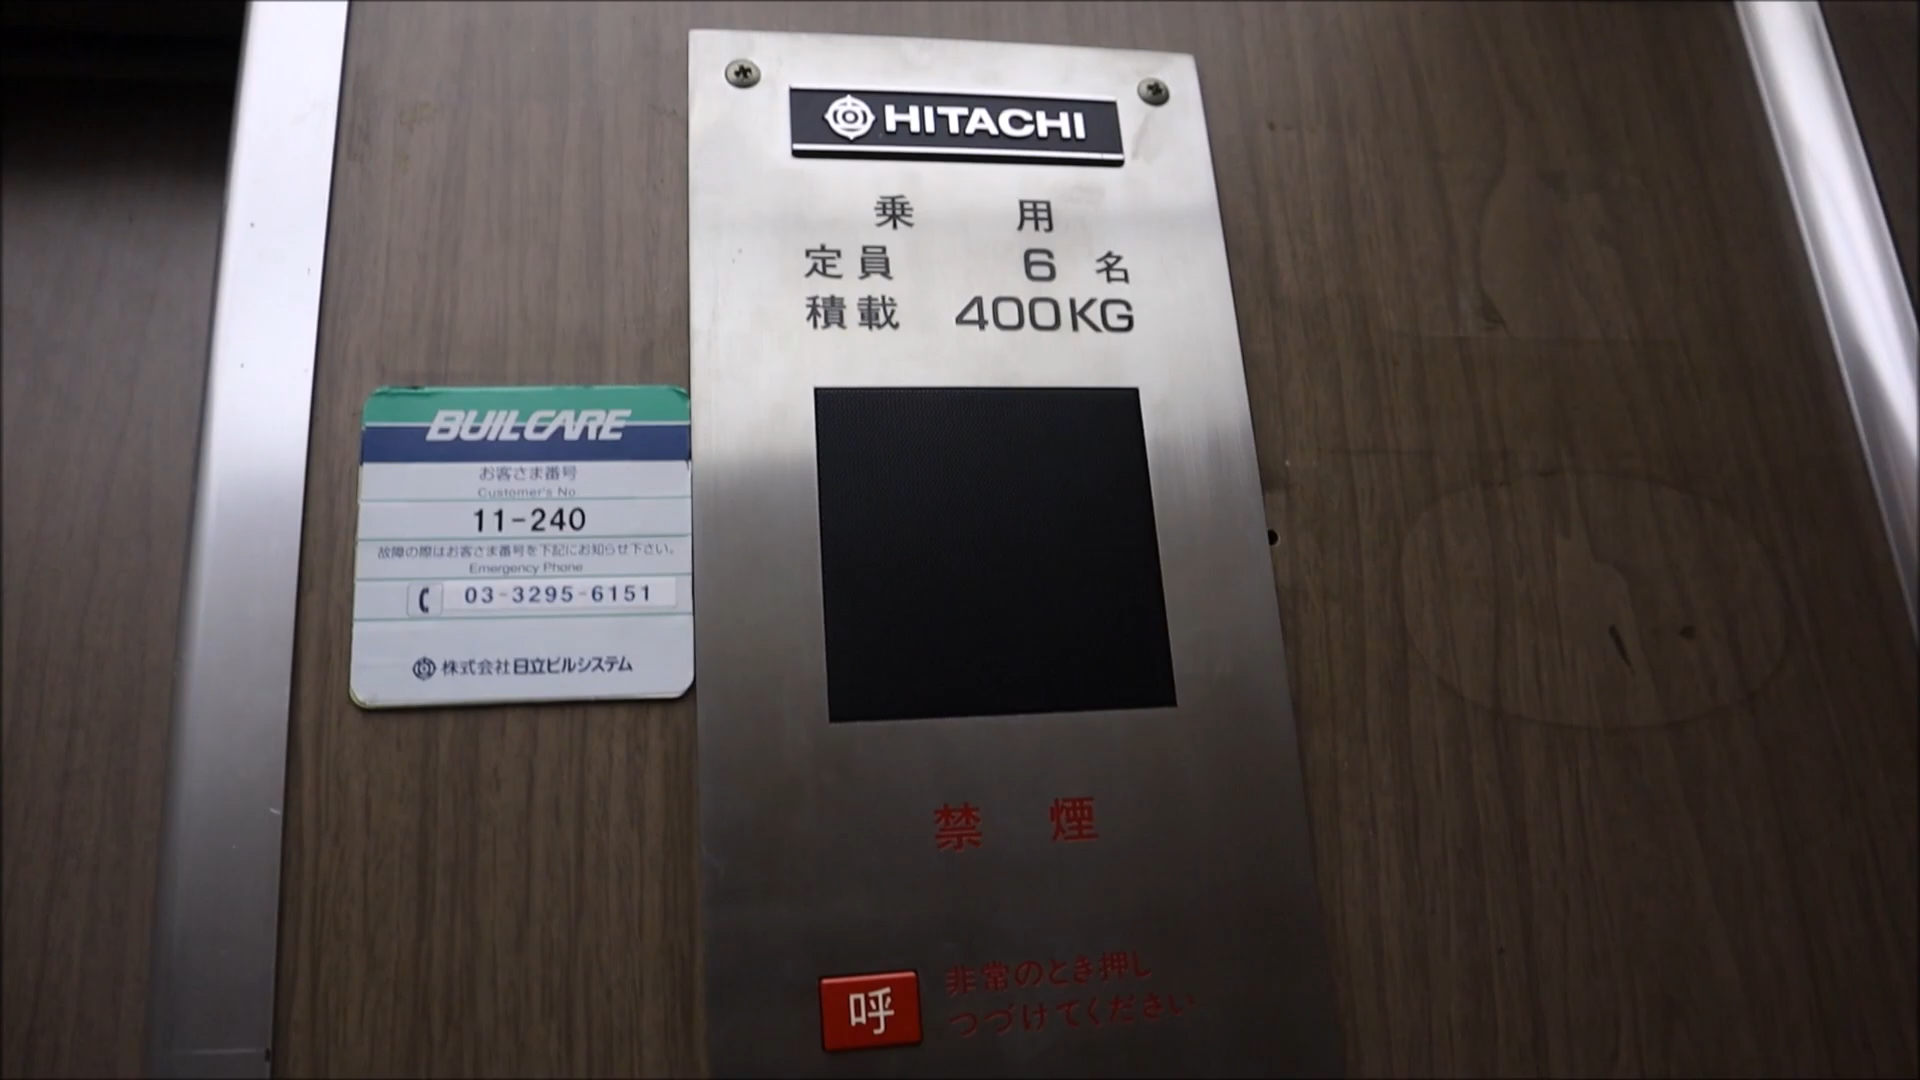 HITACHI
乗 用
定員 6 名
積載 400KG
BUILCARE
お客さま番号
Customer's No.
11-240
故障の際はお客さま番号を下記にお知らせ下さい。
Emergency Phone
03-3295-6151
株式会社日立ビルシステム
禁 煙
呼
非常のとき押し
つづけてください